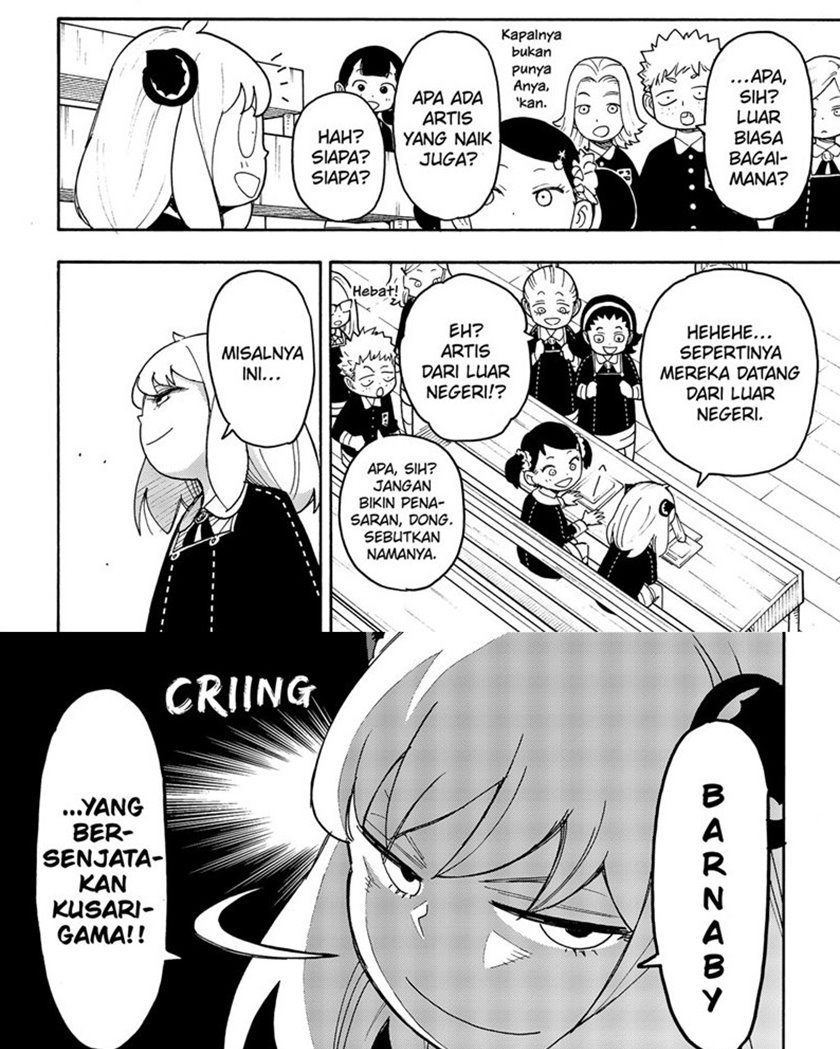 ...APA,
SIH?
LUAR
BIASA
BAGAI-
MANA?
Kapalnya
bukan
punya
Anya,
'kan.
APA ADA
ARTIS
YANG NAIK
JUGA?
HAH?
SIAPA?
SIAPA?
HEHEHE...
SEPERTINYA
MEREKA DATANG
DARI LUAR
NEGERI.
EH?
ARTIS
DARI LUAR
NEGERI!?
Hebat!
APA, SIH?
JANGAN
BIKIN PENA-
SARAN, DONG.
SEBUTKAN
NAMANYA.
MISALNYA
INI...
BARNABY
CRIING
...YANG
BER-
SENJATA-
KAN
KUSARI-
GAMA!!